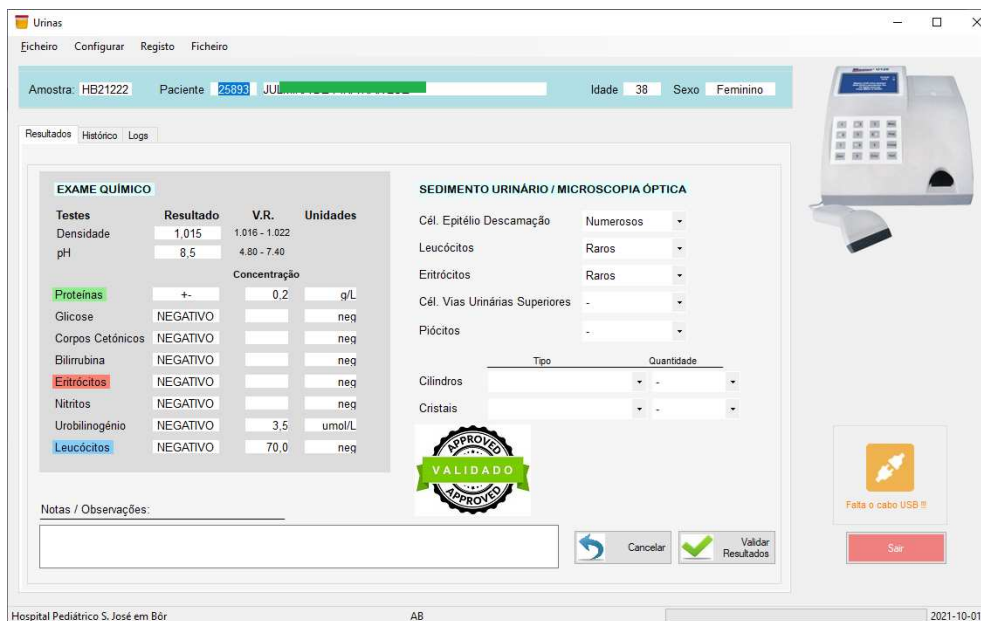 Urinas
Ficheiro Configurar Registo Ficheiro
Amostra: HB21222 Paciente 25893 Idade 38 Sexo Feminino
Resultados Histórico Logs
EXAME QUÍMICO
Testes Resultado V.R. Unidades
Densidade 1,015 1.016 - 1.022
pH 8,5 4.80 - 7.40
Concentração
Proteínas +- 0,2 g/L
Glicose NEGATIVO neg
Corpos Cetónicos NEGATIVO neg
Bilirrubina NEGATIVO neg
Eritrócitos NEGATIVO neg
Nitritos NEGATIVO neg
Urobilinogénio NEGATIVO 3,5 umol/L
Leucócitos NEGATIVO 70,0 neg
SEDIMENTO URINÁRIO / MICROSCOPIA ÓPTICA
Cél. Epitélio Descamação Numerosos
Leucócitos Raros
Eritrócitos Raros
Cél. Vias Urinárias Superiores -
Piócitos -
Tipo Quantidade
Cilindros -
Cristais -
APPROVED
VALIDADO
APPROVED
Notas / Observações:
Cancelar
Validar
Resultados
Falta o cabo USB !!!
Sair
Hospital Pediátrico S. José em Bôr AB 2021-10-01